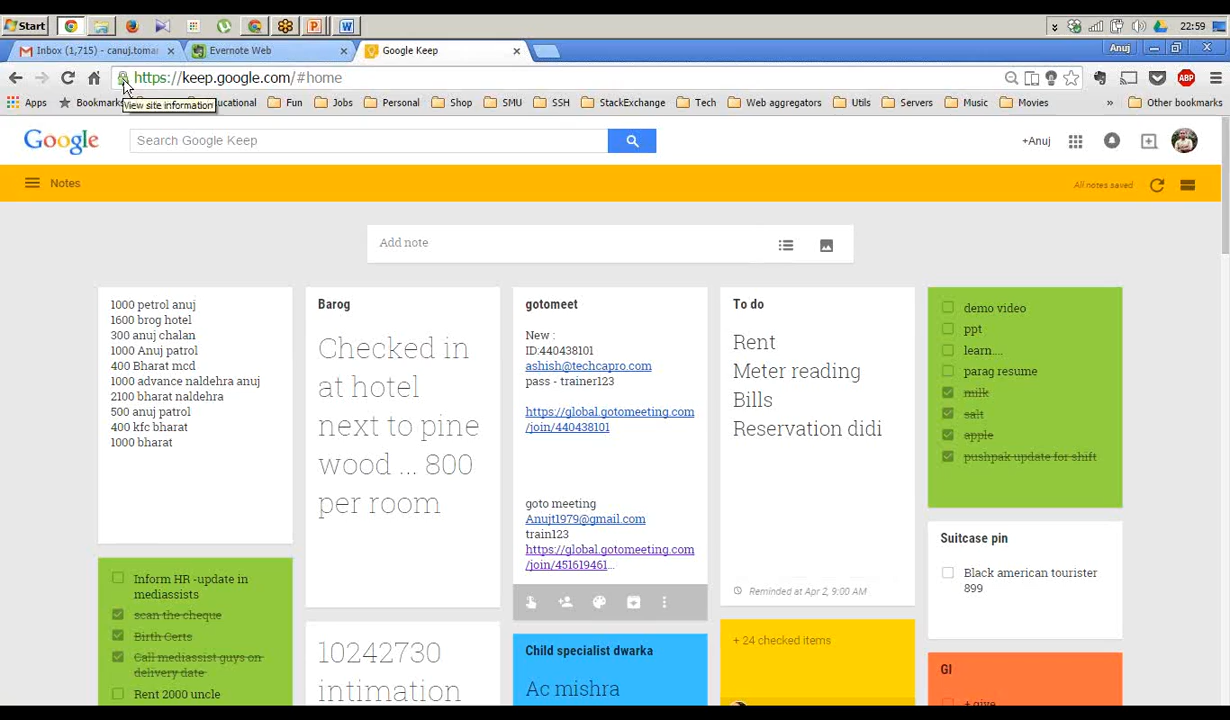 Start
22:59
Inbox (1,715) - canuj.tomar
Evernote Web
Google Keep
Anuj
https://keep.google.com/#home
View site information
Apps
Bookmarks
Fun
Jobs
Personal
Shop
SMU
SSH
StackExchange
Tech
Web aggregators
Utils
Servers
Music
Movies
»
Other bookmarks
Google
Search Google Keep
+Anuj
Notes
All notes saved
Add note
1000 petrol anuj
1600 brog hotel
300 anuj chalan
1000 Anuj patrol
400 Bharat mcd
1000 advance naldehra anuj
2100 bharat naldehra
500 anuj patrol
400 kfc bharat
1000 bharat
Inform HR -update in
mediassists
scan the cheque
Birth Certs
Call mediassist guys on
delivery date
Rent 2000 uncle
Barog
Checked in
at hotel
next to pine
wood ... 800
per room
10242730
intimation
gotomeet
New :
ID:440438101
ashish@techcapro.com
pass - trainer123
https://global.gotomeeting.com
/join/440438101
goto meeting
Anujt1979@gmail.com
train123
https://global.gotomeeting.com
/join/451619461...
Child specialist dwarka
Ac mishra
To do
Rent
Meter reading
Bills
Reservation didi
Reminded at Apr 2, 9:00 AM
+ 24 checked items
demo video
ppt
learn....
parag resume
milk
salt
apple
pushpak update for shift
Suitcase pin
Black american tourister
899
GI
+ give